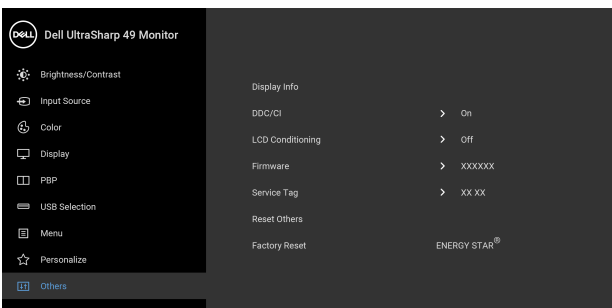 DELL
Dell UltraSharp 49 Monitor
Brightness/Contrast
Input Source
Color
Display
PBP
USB Selection
Menu
Personalize
Others
Display Info
DDC/CI > On
LCD Conditioning > Off
Firmware > XXXXXX
Service Tag > XX XX
Reset Others
Factory Reset ENERGY STAR®